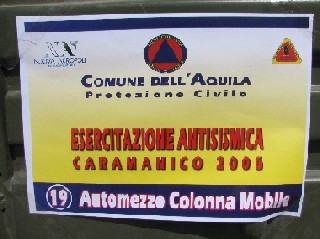 COMUNE DELL'AQUILA
Protezione Civile
ESERCITAZIONE ANTISISMICA
CARAMANICO 2005
19 Automezzo Colonna Mobile